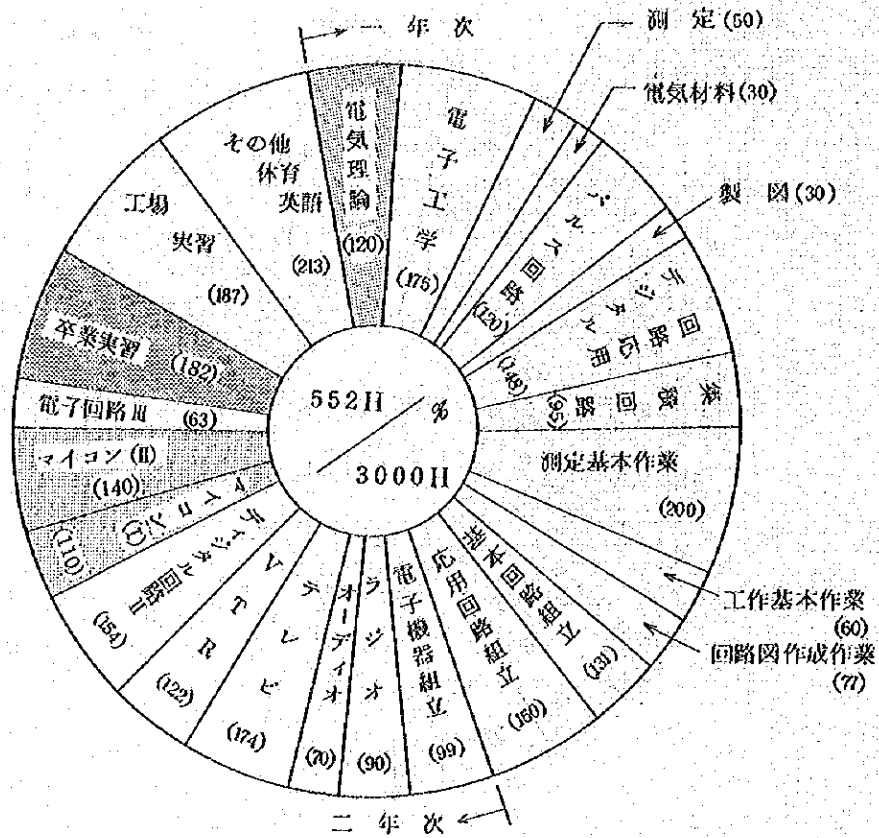 一年次
測定(50)
電気材料(30)
製図(30)
電気理論
(120)
電子工学
(175)
パルス回路
(120)
デジタル用
回路応用
(148)
回路
(95)
測定基本作業
(200)
工作基本作業
(60)
回路図作成作業
(77)
基本回路組立
(131)
応用回路組立
(160)
電子機器組立
(99)
二年次
ラジオ
(90)
オーディオ
(70)
テレビ
(174)
VTR
(122)
ディジタル回路II
(154)
マイコン(I)
(110)
マイコン(II)
(140)
電子回路III
(63)
卒業実習
(182)
工場
実習
(187)
その他
体育
英語
(213)
552H
%
3000H